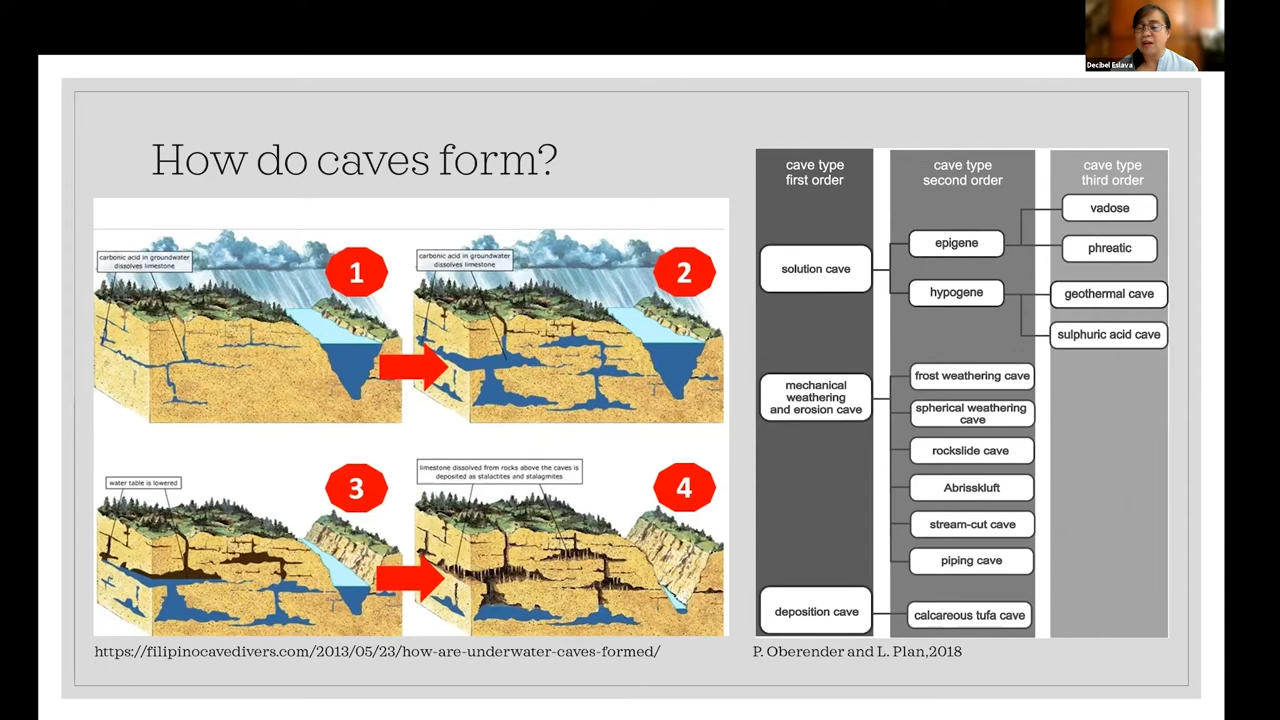 Decibel Eslava
How do caves form?
carbonic acid in groundwater
dissolves limestone
1
carbonic acid in groundwater
dissolves limestone
2
water table is lowered
3
limestone dissolved from rocks above the caves is
deposited as stalactites and stalagmites
4
https://filipinocavedivers.com/2013/05/23/how-are-underwater-caves-formed/
cave type
first order
cave type
second order
cave type
third order
solution cave
epigene
vadose
phreatic
hypogene
geothermal cave
sulphuric acid cave
mechanical
weathering
and erosion cave
frost weathering cave
spherical weathering
cave
rockslide cave
Abrisskluft
stream-cut cave
piping cave
deposition cave
calcareous tufa cave
P. Oberender and L. Plan,2018